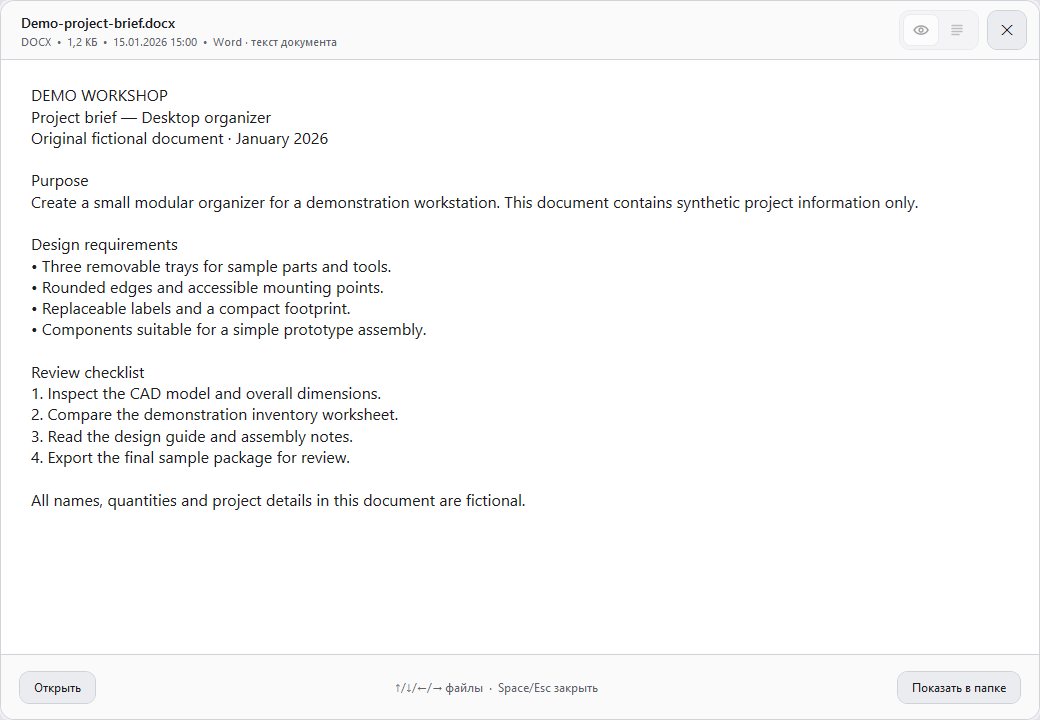 Demo-project-brief.docx
DOCX • 1,2 КБ • 15.01.2026 15:00 • Word · текст документа
DEMO WORKSHOP
Project brief — Desktop organizer
Original fictional document · January 2026
Purpose
Create a small modular organizer for a demonstration workstation. This document contains synthetic project information only.
Design requirements
• Three removable trays for sample parts and tools.
• Rounded edges and accessible mounting points.
• Replaceable labels and a compact footprint.
• Components suitable for a simple prototype assembly.
Review checklist
1. Inspect the CAD model and overall dimensions.
2. Compare the demonstration inventory worksheet.
3. Read the design guide and assembly notes.
4. Export the final sample package for review.
All names, quantities and project details in this document are fictional.
Открыть
↑/↓/←/→ файлы · Space/Esc закрыть
Показать в папке